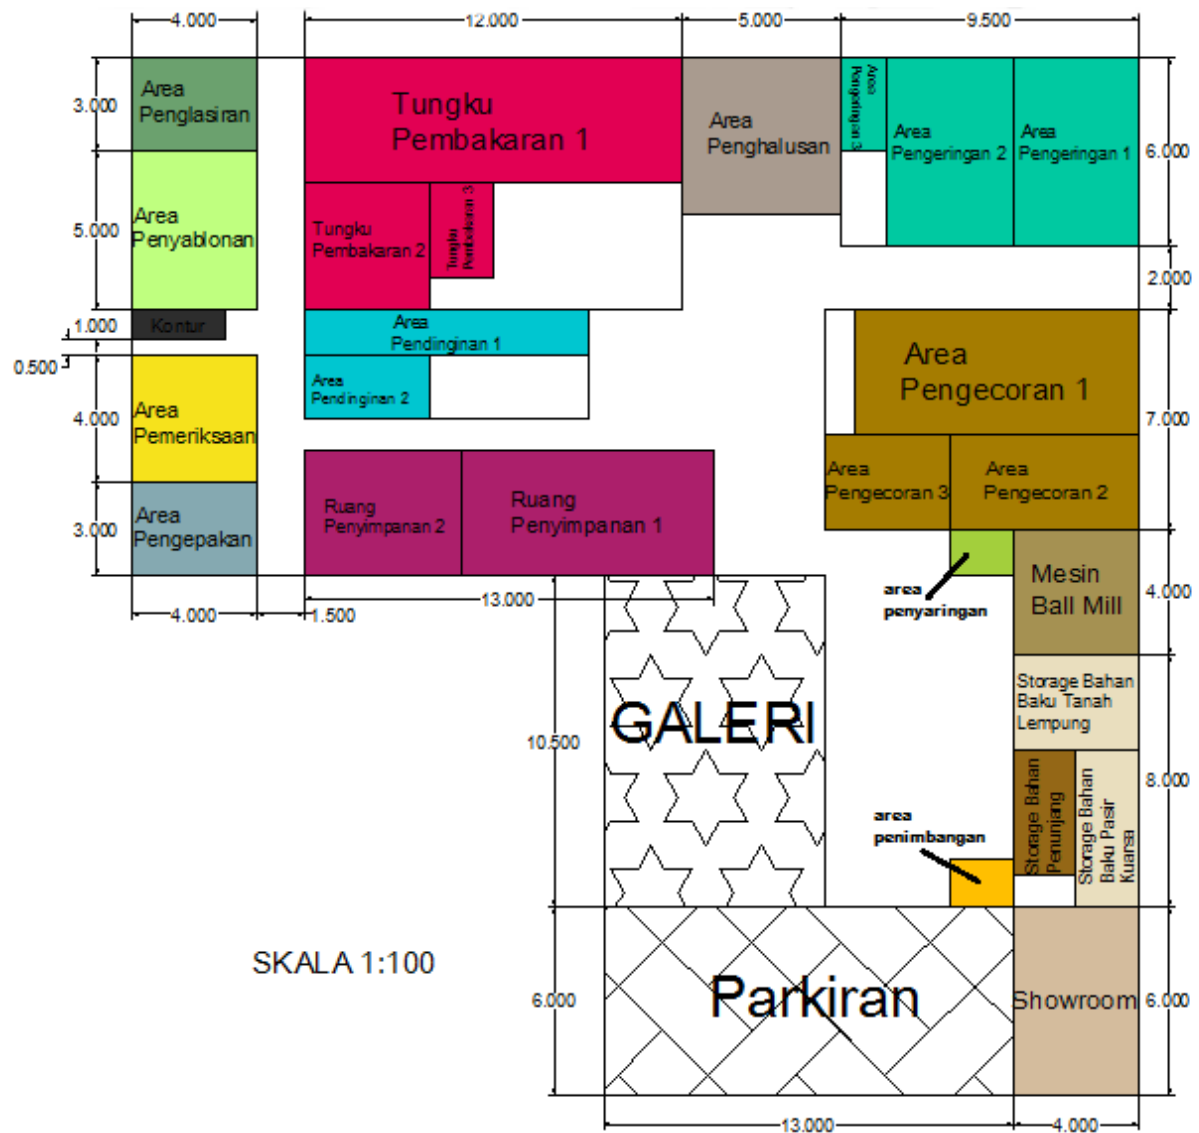 4.000
12.000
5.000
9.500
3.000
Area
Penglasiran
Tungku
Pembakaran 1
Area
Penghalusan
Area
Pengeringan 3
Area
Pengeringan 2
Area
Pengeringan 1
6.000
5.000
Area
Penyablonan
Tungku
Pembakaran 2
Tungku
Pembakaran 3
2.000
1.000
Kontur
0.500
Area
Pendinginan 1
Area
Pendinginan 2
Area
Pengecoran 1
7.000
4.000
Area
Pemeriksaan
Area
Pengecoran 3
Area
Pengecoran 2
3.000
Area
Pengepakan
Ruang
Penyimpanan 2
Ruang
Penyimpanan 1
area
penyaringan
Mesin
Ball Mill
4.000
4.000
1.500
13.000
Storage Bahan
Baku Tanah
Lempung
GALERI
10.500
Storage Bahan
Penunjang
Storage Bahan
Baku Pasir
Kuarsa
8.000
area
penimbangan
SKALA 1:100
6.000
Parkiran
Showroom
6.000
13.000
4.000